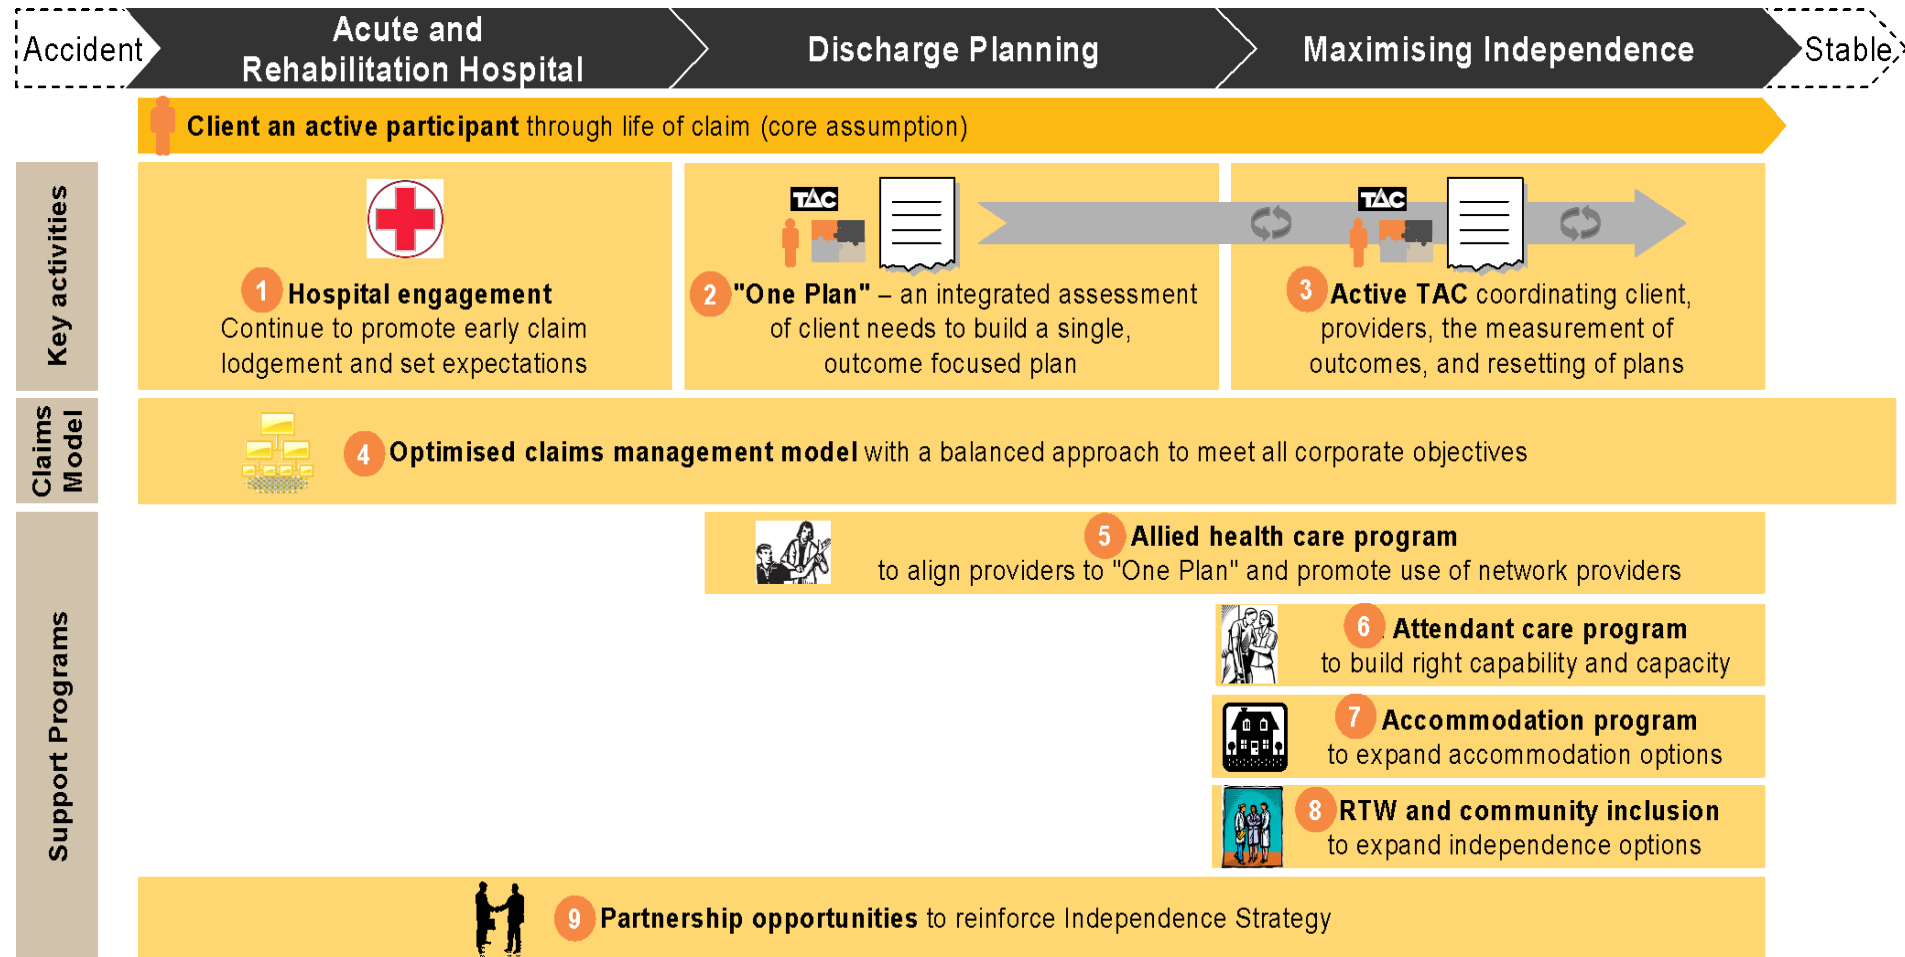 Accident
Acute and
Rehabilitation Hospital
Discharge Planning
Maximising Independence
Stable
Client an active participant through life of claim (core assumption)
Key activities
1 Hospital engagement
Continue to promote early claim
lodgement and set expectations
TAC
2 "One Plan" – an integrated assessment
of client needs to build a single,
outcome focused plan
TAC
3 Active TAC coordinating client,
providers, the measurement of
outcomes, and resetting of plans
Claims
Model
4 Optimised claims management model with a balanced approach to meet all corporate objectives
Support Programs
5 Allied health care program
to align providers to "One Plan" and promote use of network providers
6 Attendant care program
to build right capability and capacity
7 Accommodation program
to expand accommodation options
8 RTW and community inclusion
to expand independence options
9 Partnership opportunities to reinforce Independence Strategy